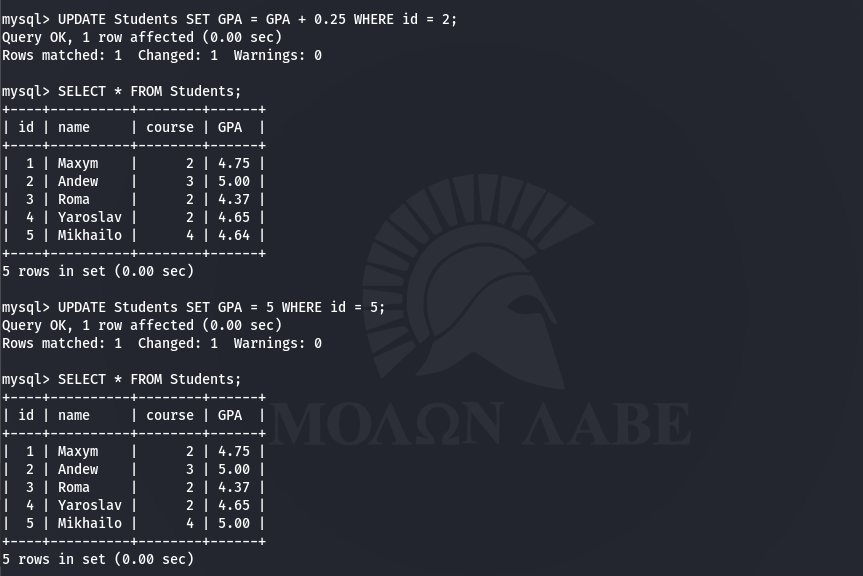 mysql> UPDATE Students SET GPA = GPA + 0.25 WHERE id = 2;
Query OK, 1 row affected (0.00 sec)
Rows matched: 1  Changed: 1  Warnings: 0

mysql> SELECT * FROM Students;
+----+----------+--------+------+
| id | name     | course | GPA  |
+----+----------+--------+------+
|  1 | Maxym    |      2 | 4.75 |
|  2 | Andew    |      3 | 5.00 |
|  3 | Roma     |      2 | 4.37 |
|  4 | Yaroslav |      2 | 4.65 |
|  5 | Mikhailo |      4 | 4.64 |
+----+----------+--------+------+
5 rows in set (0.00 sec)

mysql> UPDATE Students SET GPA = 5 WHERE id = 5;
Query OK, 1 row affected (0.00 sec)
Rows matched: 1  Changed: 1  Warnings: 0

mysql> SELECT * FROM Students;
+----+----------+--------+------+
| id | name     | course | GPA  |
+----+----------+--------+------+
|  1 | Maxym    |      2 | 4.75 |
|  2 | Andew    |      3 | 5.00 |
|  3 | Roma     |      2 | 4.37 |
|  4 | Yaroslav |      2 | 4.65 |
|  5 | Mikhailo |      4 | 5.00 |
+----+----------+--------+------+
5 rows in set (0.00 sec)
ΜΟΛΩΝ ΛΑΒΕ